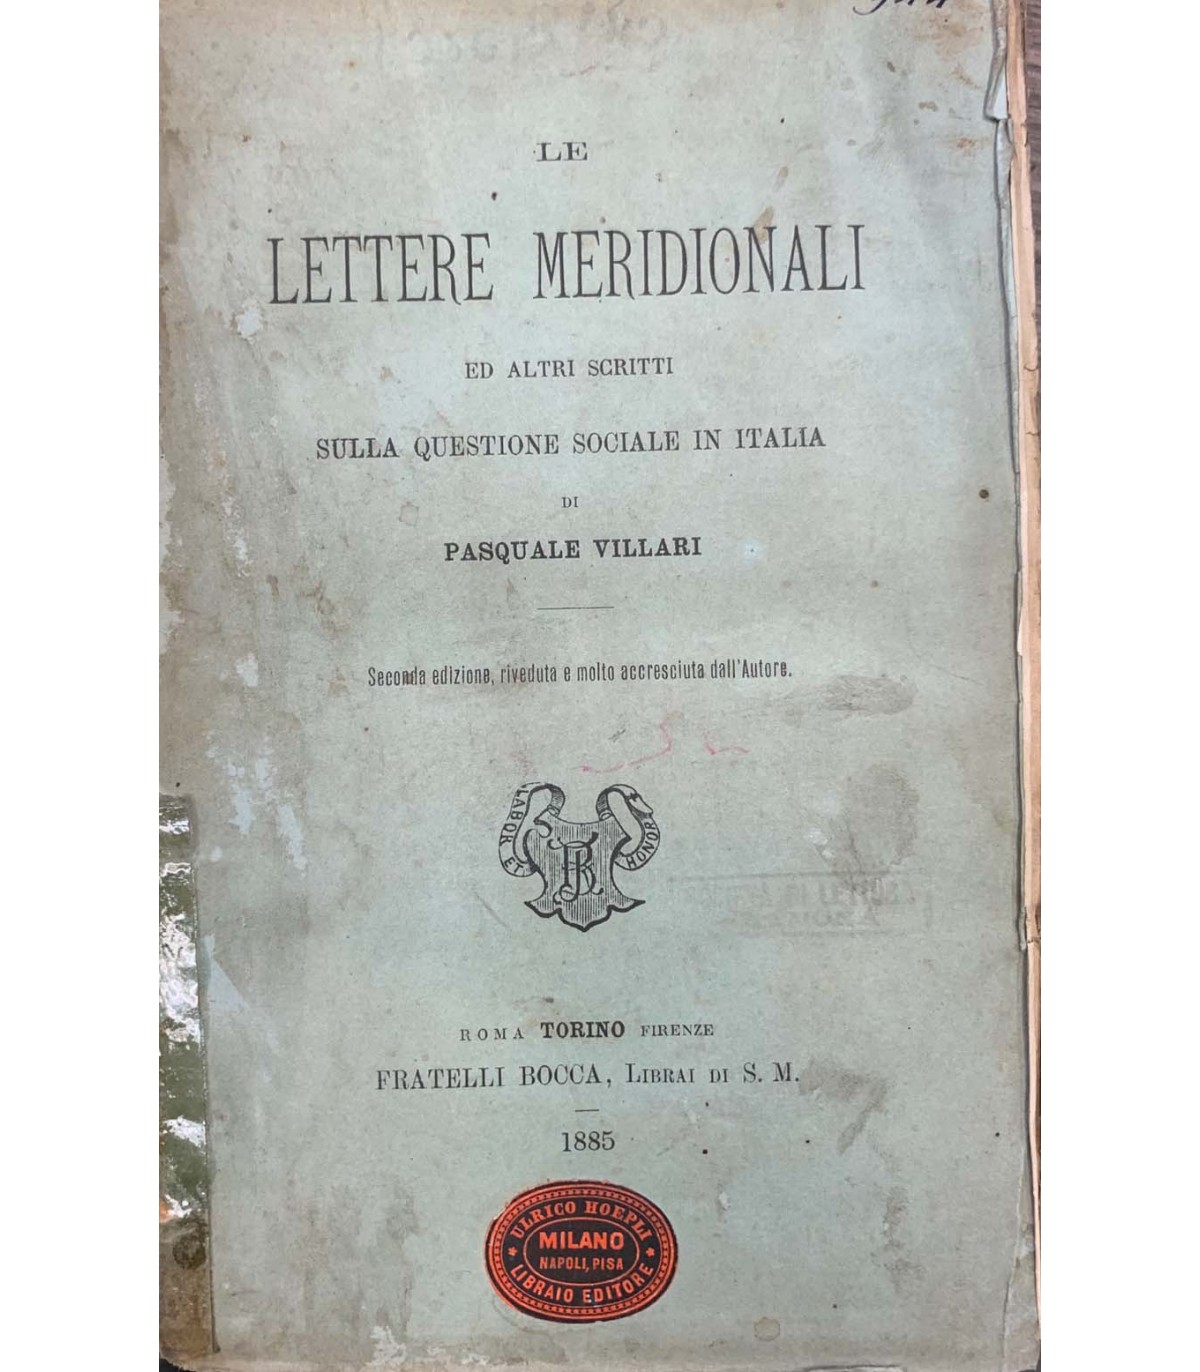 LE
LETTERE MERIDIONALI
ED ALTRI SCRITTI
SULLA QUESTIONE SOCIALE IN ITALIA
DI
PASQUALE VILLARI
Seconda edizione, riveduta e molto accresciuta dall'Autore.
LABOR ET HONOR
FB
ROMA TORINO FIRENZE
FRATELLI BOCCA, LIBRAI DI S. M.
1885
ULRICO HOEPLI
MILANO
NAPOLI, PISA
LIBRAIO EDITORE